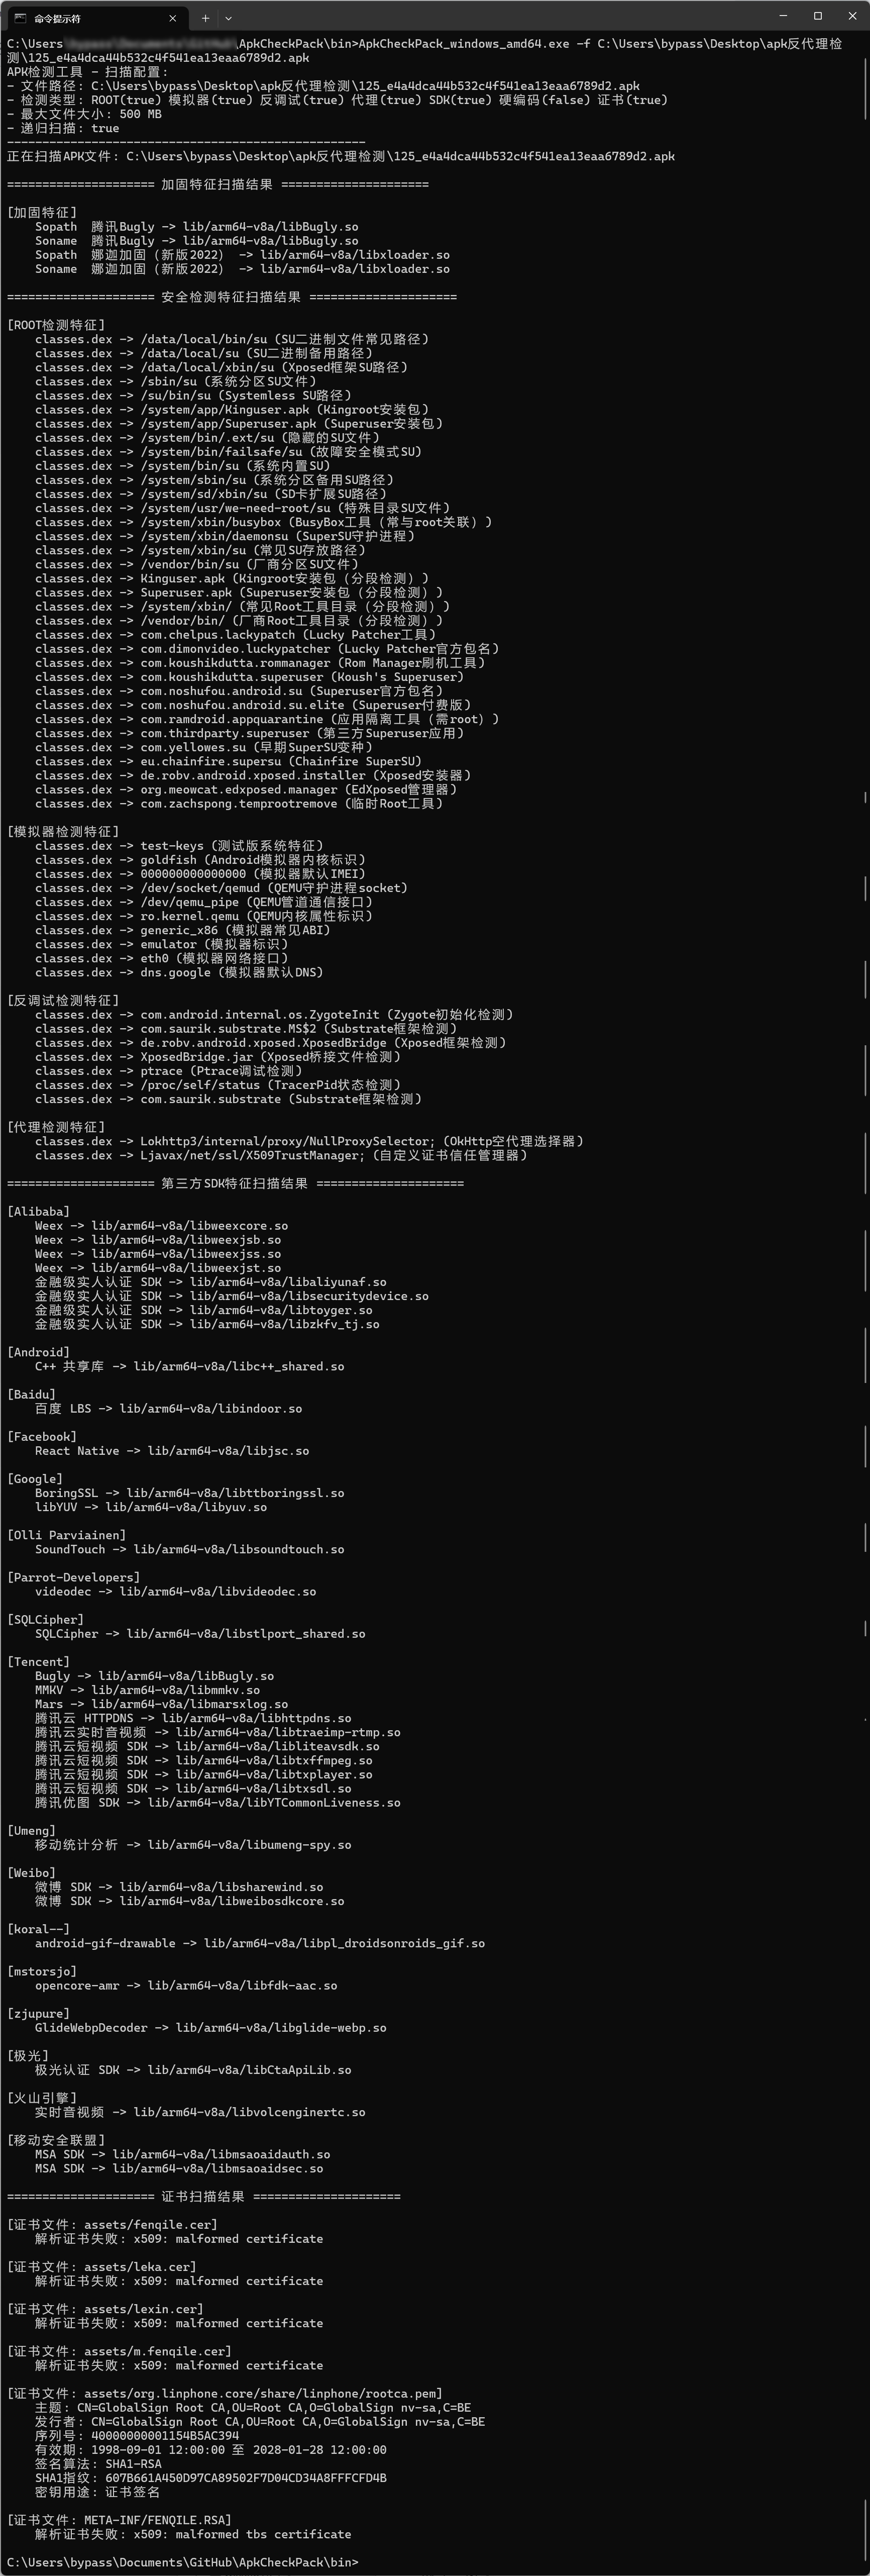 命令提示符
C:\Users\ \ApkCheckPack\bin>ApkCheckPack_windows_amd64.exe -f C:\Users\bypass\Desktop\apk反代理检
测\125_e4a4dca44b532c4f541ea13eaa6789d2.apk
APK检测工具 - 扫描配置:
- 文件路径: C:\Users\bypass\Desktop\apk反代理检测\125_e4a4dca44b532c4f541ea13eaa6789d2.apk
- 检测类型: ROOT(true) 模拟器(true) 反调试(true) 代理(true) SDK(true) 硬编码(false) 证书(true)
- 最大文件大小: 500 MB
- 递归扫描: true
---------------------------------------------------
正在扫描APK文件: C:\Users\bypass\Desktop\apk反代理检测\125_e4a4dca44b532c4f541ea13eaa6789d2.apk
===================== 加固特征扫描结果 =====================
[加固特征]
Sopath  腾讯Bugly -> lib/arm64-v8a/libBugly.so
Soname  腾讯Bugly -> lib/arm64-v8a/libBugly.so
Sopath  娜迦加固（新版2022） -> lib/arm64-v8a/libxloader.so
Soname  娜迦加固（新版2022） -> lib/arm64-v8a/libxloader.so
===================== 安全检测特征扫描结果 =====================
[ROOT检测特征]
classes.dex -> /data/local/bin/su (SU二进制文件常见路径)
classes.dex -> /data/local/su (SU二进制备用路径)
classes.dex -> /data/local/xbin/su (Xposed框架SU路径)
classes.dex -> /sbin/su (系统分区SU文件)
classes.dex -> /su/bin/su (Systemless SU路径)
classes.dex -> /system/app/Kinguser.apk (Kingroot安装包)
classes.dex -> /system/app/Superuser.apk (Superuser安装包)
classes.dex -> /system/bin/.ext/su (隐藏的SU文件)
classes.dex -> /system/bin/failsafe/su (故障安全模式SU)
classes.dex -> /system/bin/su (系统内置SU)
classes.dex -> /system/sbin/su (系统分区备用SU路径)
classes.dex -> /system/sd/xbin/su (SD卡扩展SU路径)
classes.dex -> /system/usr/we-need-root/su (特殊目录SU文件)
classes.dex -> /system/xbin/busybox (BusyBox工具（常与root关联）)
classes.dex -> /system/xbin/daemonsu (SuperSU守护进程)
classes.dex -> /system/xbin/su (常见SU存放路径)
classes.dex -> /vendor/bin/su (厂商分区SU文件)
classes.dex -> Kinguser.apk (Kingroot安装包（分段检测）)
classes.dex -> Superuser.apk (Superuser安装包（分段检测）)
classes.dex -> /system/xbin/ (常见Root工具目录（分段检测）)
classes.dex -> /vendor/bin/ (厂商Root工具目录（分段检测）)
classes.dex -> com.chelpus.lackypatch (Lucky Patcher工具)
classes.dex -> com.dimonvideo.luckypatcher (Lucky Patcher官方包名)
classes.dex -> com.koushikdutta.rommanager (Rom Manager刷机工具)
classes.dex -> com.koushikdutta.superuser (Koush's Superuser)
classes.dex -> com.noshufou.android.su (Superuser官方包名)
classes.dex -> com.noshufou.android.su.elite (Superuser付费版)
classes.dex -> com.ramdroid.appquarantine (应用隔离工具（需root）)
classes.dex -> com.thirdparty.superuser (第三方Superuser应用)
classes.dex -> com.yellowes.su (早期SuperSU变种)
classes.dex -> eu.chainfire.supersu (Chainfire SuperSU)
classes.dex -> de.robv.android.xposed.installer (Xposed安装器)
classes.dex -> org.meowcat.edxposed.manager (EdXposed管理器)
classes.dex -> com.zachspong.temprootremove (临时Root工具)
[模拟器检测特征]
classes.dex -> test-keys (测试版系统特征)
classes.dex -> goldfish (Android模拟器内核标识)
classes.dex -> 000000000000000 (模拟器默认IMEI)
classes.dex -> /dev/socket/qemud (QEMU守护进程socket)
classes.dex -> /dev/qemu_pipe (QEMU管道通信接口)
classes.dex -> ro.kernel.qemu (QEMU内核属性标识)
classes.dex -> generic_x86 (模拟器常见ABI)
classes.dex -> emulator (模拟器标识)
classes.dex -> eth0 (模拟器网络接口)
classes.dex -> dns.google (模拟器默认DNS)
[反调试检测特征]
classes.dex -> com.android.internal.os.ZygoteInit (Zygote初始化检测)
classes.dex -> com.saurik.substrate.MS$2 (Substrate框架检测)
classes.dex -> de.robv.android.xposed.XposedBridge (Xposed框架检测)
classes.dex -> XposedBridge.jar (Xposed桥接文件检测)
classes.dex -> ptrace (Ptrace调试检测)
classes.dex -> /proc/self/status (TracerPid状态检测)
classes.dex -> com.saurik.substrate (Substrate框架检测)
[代理检测特征]
classes.dex -> Lokhttp3/internal/proxy/NullProxySelector; (OkHttp空代理选择器)
classes.dex -> Ljavax/net/ssl/X509TrustManager; (自定义证书信任管理器)
===================== 第三方SDK特征扫描结果 =====================
[Alibaba]
Weex -> lib/arm64-v8a/libweexcore.so
Weex -> lib/arm64-v8a/libweexjsb.so
Weex -> lib/arm64-v8a/libweexjss.so
Weex -> lib/arm64-v8a/libweexjst.so
金融级实人认证 SDK -> lib/arm64-v8a/libaliyunaf.so
金融级实人认证 SDK -> lib/arm64-v8a/libsecuritydevice.so
金融级实人认证 SDK -> lib/arm64-v8a/libtoyger.so
金融级实人认证 SDK -> lib/arm64-v8a/libzkfv_tj.so
[Android]
C++ 共享库 -> lib/arm64-v8a/libc++_shared.so
[Baidu]
百度 LBS -> lib/arm64-v8a/libindoor.so
[Facebook]
React Native -> lib/arm64-v8a/libjsc.so
[Google]
BoringSSL -> lib/arm64-v8a/libttboringssl.so
libYUV -> lib/arm64-v8a/libyuv.so
[Olli Parviainen]
SoundTouch -> lib/arm64-v8a/libsoundtouch.so
[Parrot-Developers]
videodec -> lib/arm64-v8a/libvideodec.so
[SQLCipher]
SQLCipher -> lib/arm64-v8a/libstlport_shared.so
[Tencent]
Bugly -> lib/arm64-v8a/libBugly.so
MMKV -> lib/arm64-v8a/libmmkv.so
Mars -> lib/arm64-v8a/libmarsxlog.so
腾讯云 HTTPDNS -> lib/arm64-v8a/libhttpdns.so
腾讯云实时音视频 -> lib/arm64-v8a/libtraeimp-rtmp.so
腾讯云短视频 SDK -> lib/arm64-v8a/libliteavsdk.so
腾讯云短视频 SDK -> lib/arm64-v8a/libtxffmpeg.so
腾讯云短视频 SDK -> lib/arm64-v8a/libtxplayer.so
腾讯云短视频 SDK -> lib/arm64-v8a/libtxsdl.so
腾讯优图 SDK -> lib/arm64-v8a/libYTCommonLiveness.so
[Umeng]
移动统计分析 -> lib/arm64-v8a/libumeng-spy.so
[Weibo]
微博 SDK -> lib/arm64-v8a/libsharewind.so
微博 SDK -> lib/arm64-v8a/libweibosdkcore.so
[koral--]
android-gif-drawable -> lib/arm64-v8a/libpl_droidsonroids_gif.so
[mstorsjo]
opencore-amr -> lib/arm64-v8a/libfdk-aac.so
[zjupure]
GlideWebpDecoder -> lib/arm64-v8a/libglide-webp.so
[极光]
极光认证 SDK -> lib/arm64-v8a/libCtaApiLib.so
[火山引擎]
实时音视频 -> lib/arm64-v8a/libvolcenginertc.so
[移动安全联盟]
MSA SDK -> lib/arm64-v8a/libmsaoaidauth.so
MSA SDK -> lib/arm64-v8a/libmsaoaidsec.so
===================== 证书扫描结果 =====================
[证书文件: assets/fenqile.cer]
解析证书失败: x509: malformed certificate
[证书文件: assets/leka.cer]
解析证书失败: x509: malformed certificate
[证书文件: assets/lexin.cer]
解析证书失败: x509: malformed certificate
[证书文件: assets/m.fenqile.cer]
解析证书失败: x509: malformed certificate
[证书文件: assets/org.linphone.core/share/linphone/rootca.pem]
主题: CN=GlobalSign Root CA,OU=Root CA,O=GlobalSign nv-sa,C=BE
发行者: CN=GlobalSign Root CA,OU=Root CA,O=GlobalSign nv-sa,C=BE
序列号: 40000000001154B5AC394
有效期: 1998-09-01 12:00:00 至 2028-01-28 12:00:00
签名算法: SHA1-RSA
SHA1指纹: 607B661A450D97CA89502F7D04CD34A8FFFCFD4B
密钥用途: 证书签名
[证书文件: META-INF/FENQILE.RSA]
解析证书失败: x509: malformed tbs certificate
C:\Users\bypass\Documents\GitHub\ApkCheckPack\bin>